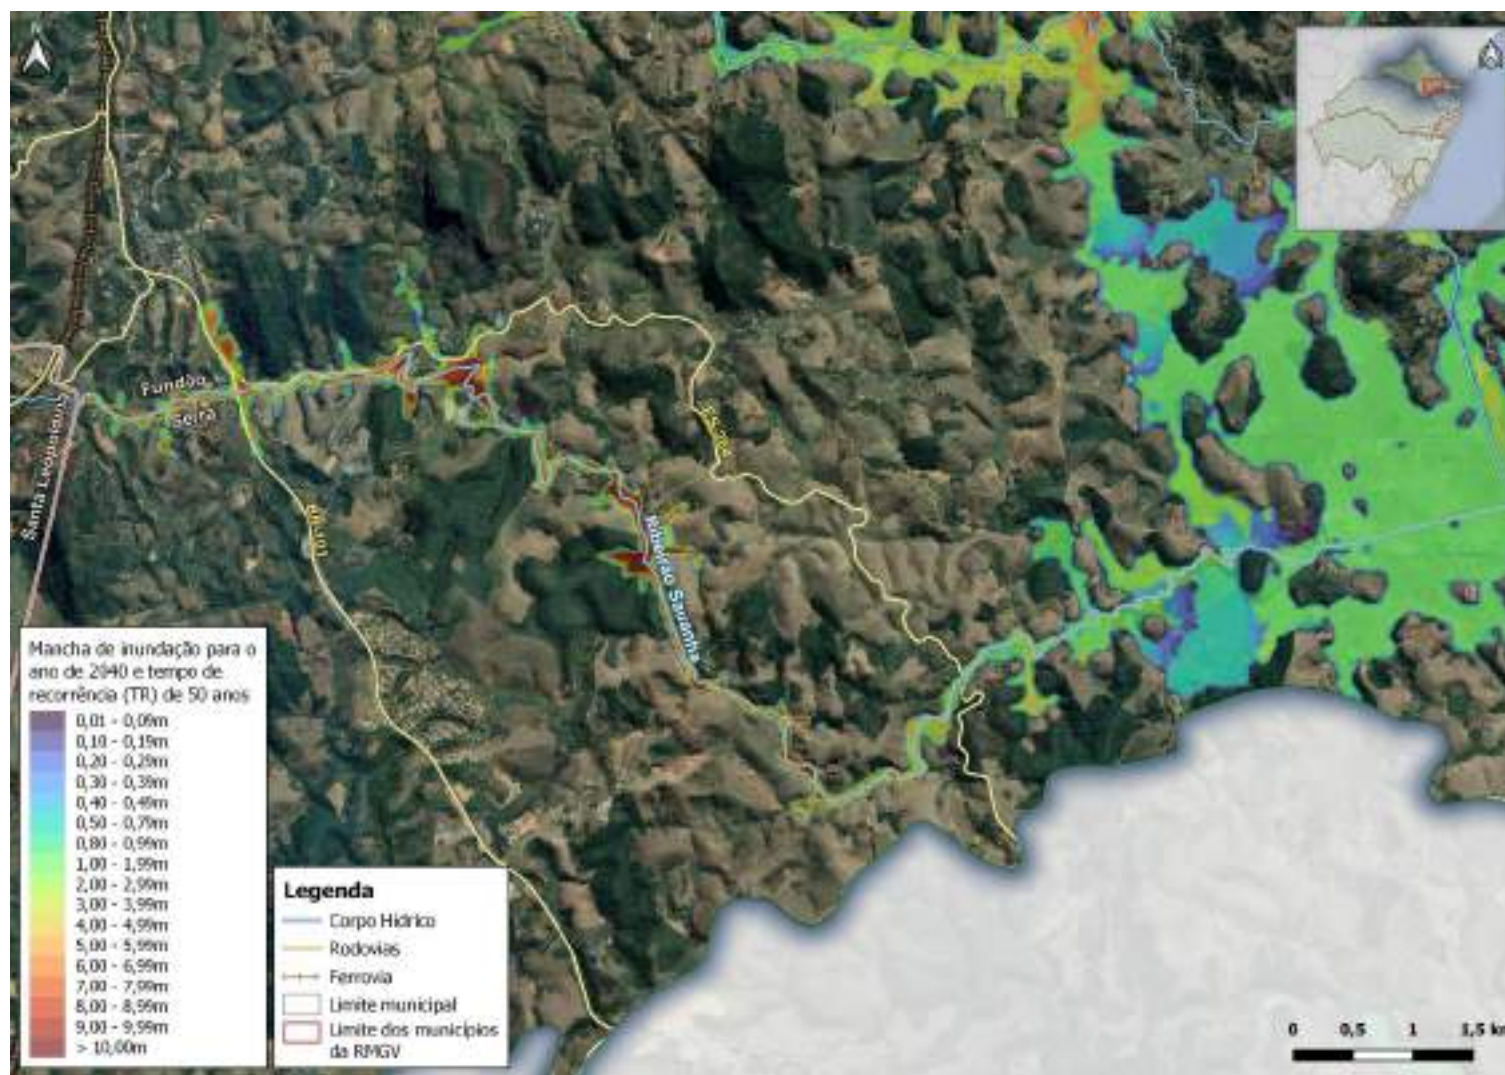 N
Fundão
Serra
Santa Leopoldina
BR 101
Ribeirão Sauanha
Mancha de inundação para o
ano de 2040 e tempo de
recorrência (TR) de 50 anos
0,01 - 0,09m
0,10 - 0,19m
0,20 - 0,29m
0,30 - 0,39m
0,40 - 0,49m
0,50 - 0,79m
0,80 - 0,99m
1,00 - 1,99m
2,00 - 2,99m
3,00 - 3,99m
4,00 - 4,99m
5,00 - 5,99m
6,00 - 6,99m
7,00 - 7,99m
8,00 - 8,99m
9,00 - 9,99m
> 10,00m
Legenda
Corpo Hídrico
Rodovias
Ferrovia
Limite municipal
Limite dos municípios
da RMGV
0 0,5 1 1,5 km